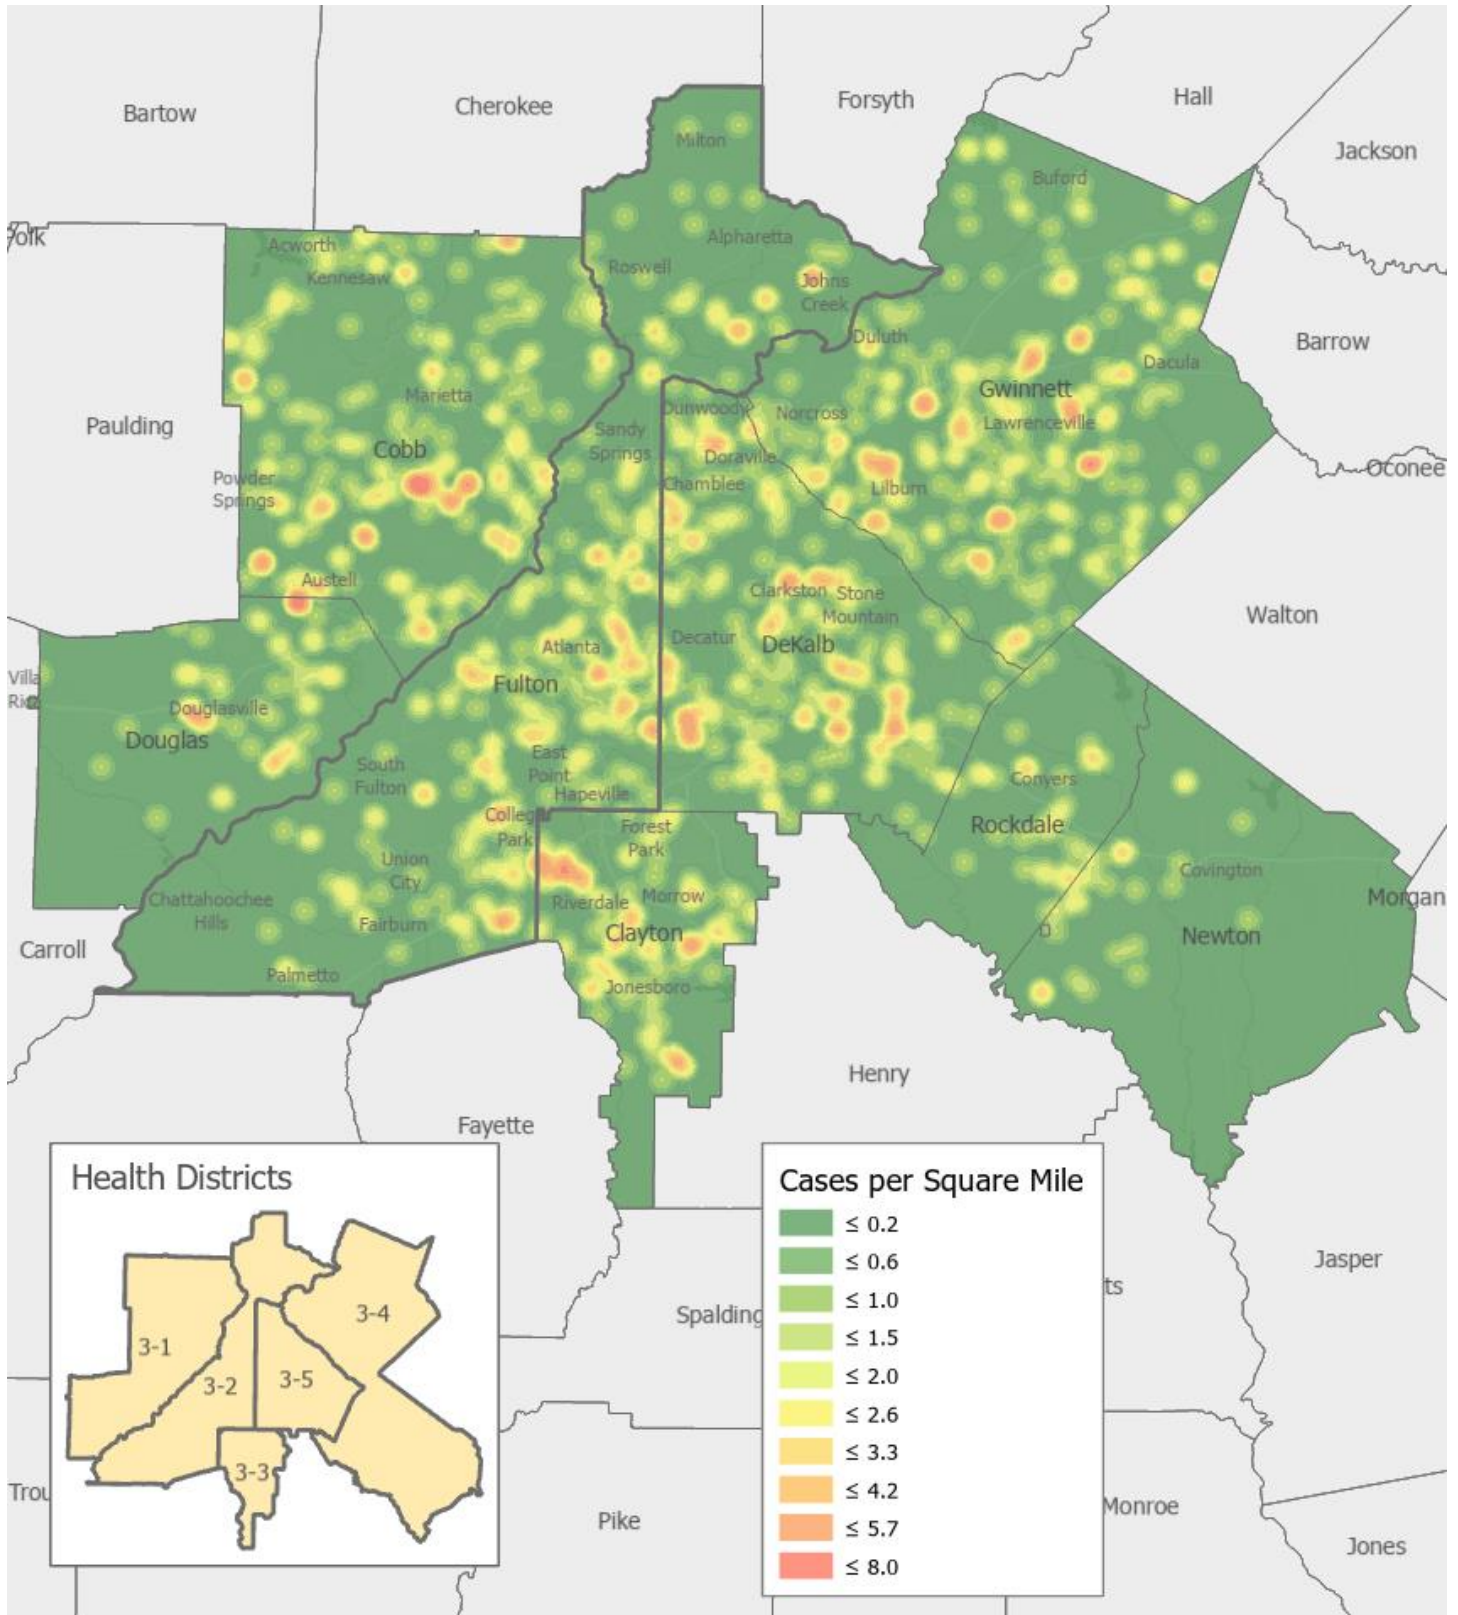 Bartow
Cherokee
Forsyth
Hall
Jackson
Milton
Buford
Acworth
Alpharetta
Kennesaw
Roswell
Johns
Creek
Duluth
Barrow
Dacula
Paulding
Marietta
Gwinnett
Dunwoody
Norcross
Lawrenceville
Cobb
Sandy
Springs
Doraville
Oconee
Powder
Springs
Chamblee
Lilburn
Austell
Clarkston
Stone
Mountain
Walton
Atlanta
Decatur
DeKalb
Villa
Fulton
Douglasville
Douglas
East
Point
South
Fulton
Hapeville
Conyers
College
Park
Forest
Park
Rockdale
Union
City
Covington
Chattahoochee
Hills
Riverdale
Morrow
Morgan
Fairburn
Clayton
Newton
Carroll
Palmetto
Jonesboro
Henry
Fayette
Health Districts
3-1
3-2
3-5
3-4
3-3
Cases per Square Mile
≤ 0.2
≤ 0.6
≤ 1.0
≤ 1.5
≤ 2.0
≤ 2.6
≤ 3.3
≤ 4.2
≤ 5.7
≤ 8.0
Jasper
Spalding
ts
Trou
Pike
Monroe
Jones